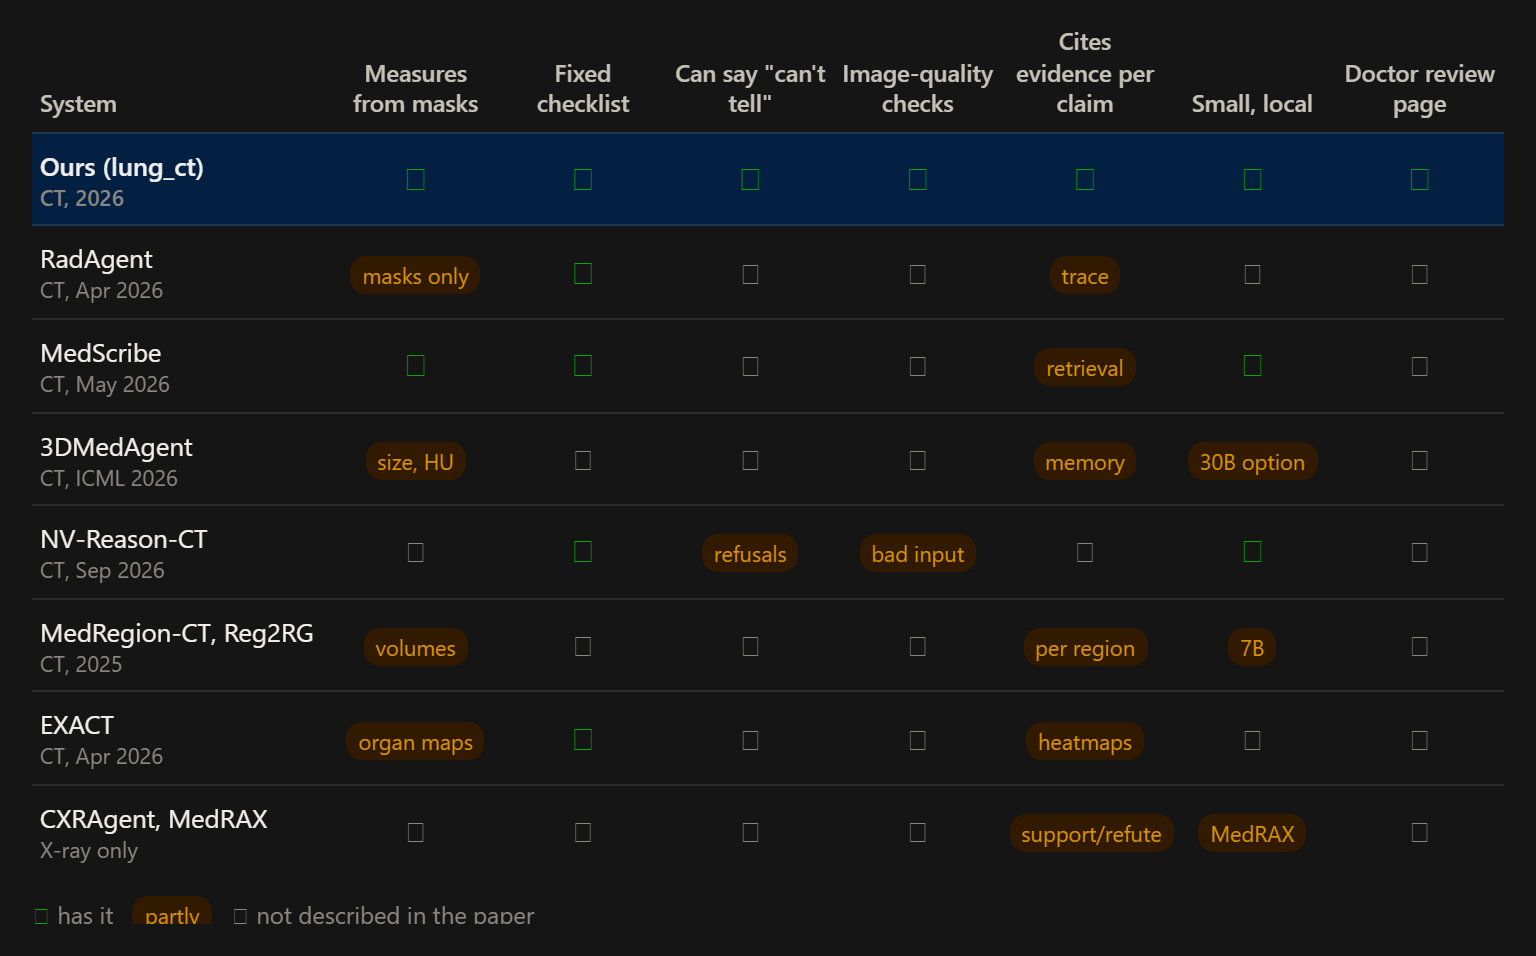 System
Measures
from masks
Fixed
checklist
Can say "can't
tell"
Image-quality
checks
Cites
evidence per
claim
Small, local
Doctor review
page
Ours (lung_ct)
CT, 2026
RadAgent
CT, Apr 2026
masks only
trace
MedScribe
CT, May 2026
retrieval
3DMedAgent
CT, ICML 2026
size, HU
memory
30B option
NV-Reason-CT
CT, Sep 2026
refusals
bad input
MedRegion-CT, Reg2RG
CT, 2025
volumes
per region
7B
EXACT
CT, Apr 2026
organ maps
heatmaps
CXRAgent, MedRAX
X-ray only
support/refute
MedRAX
has it partly not described in the paper